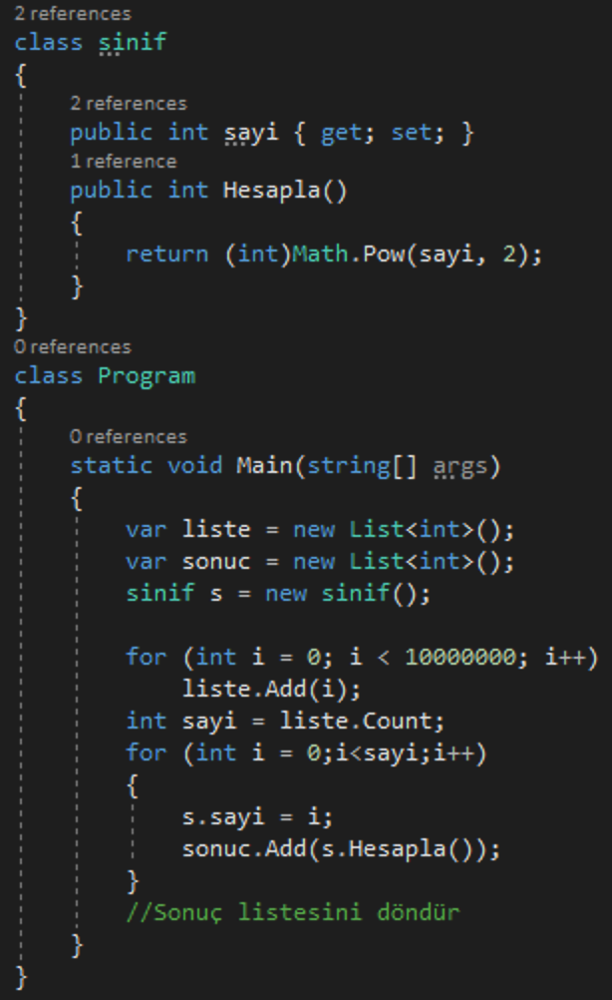 2 references
class sinif
{
2 references
public int sayi { get; set; }
1 reference
public int Hesapla()
{
return (int)Math.Pow(sayi, 2);
}
}
0 references
class Program
{
0 references
static void Main(string[] args)
{
var liste = new List<int>();
var sonuc = new List<int>();
sinif s = new sinif();
for (int i = 0; i < 10000000; i++)
liste.Add(i);
int sayi = liste.Count;
for (int i = 0;i<sayi;i++)
{
s.sayi = i;
sonuc.Add(s.Hesapla());
}
//Sonuç listesini döndür
}
}